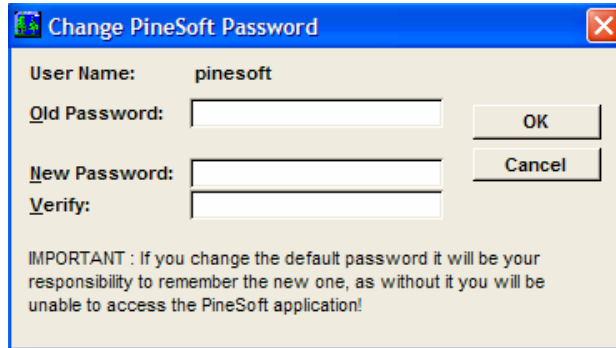 Change PineSoft Password
User Name: pinesoft
Old Password:
OK
New Password:
Cancel
Verify:
IMPORTANT : If you change the default password it will be your
responsibility to remember the new one, as without it you will be
unable to access the PineSoft application!